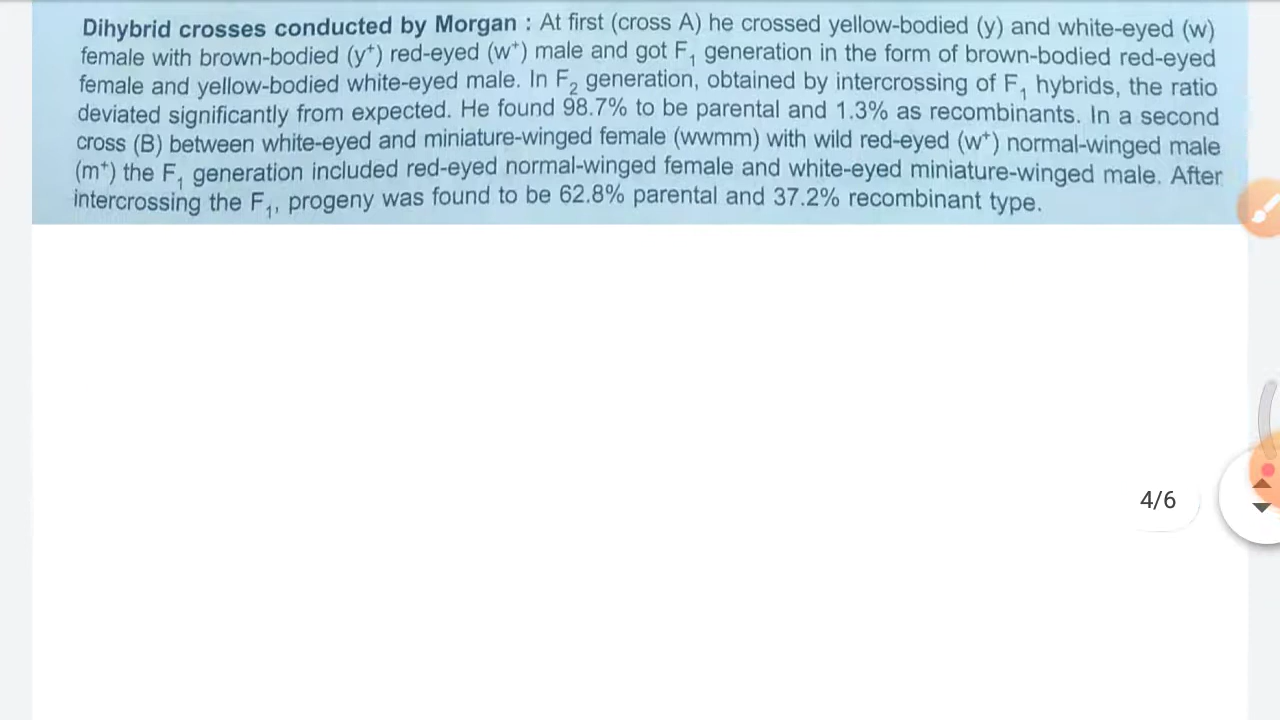 Dihybrid crosses conducted by Morgan : At first (cross A) he crossed yellow-bodied (y) and white-eyed (w)
female with brown-bodied (y⁺) red-eyed (w⁺) male and got F₁ generation in the form of brown-bodied red-eyed
female and yellow-bodied white-eyed male. In F₂ generation, obtained by intercrossing of F₁ hybrids, the ratio
deviated significantly from expected. He found 98.7% to be parental and 1.3% as recombinants. In a second
cross (B) between white-eyed and miniature-winged female (wwmm) with wild red-eyed (w⁺) normal-winged male
(m⁺) the F₁ generation included red-eyed normal-winged female and white-eyed miniature-winged male. After
intercrossing the F₁, progeny was found to be 62.8% parental and 37.2% recombinant type.
4/6